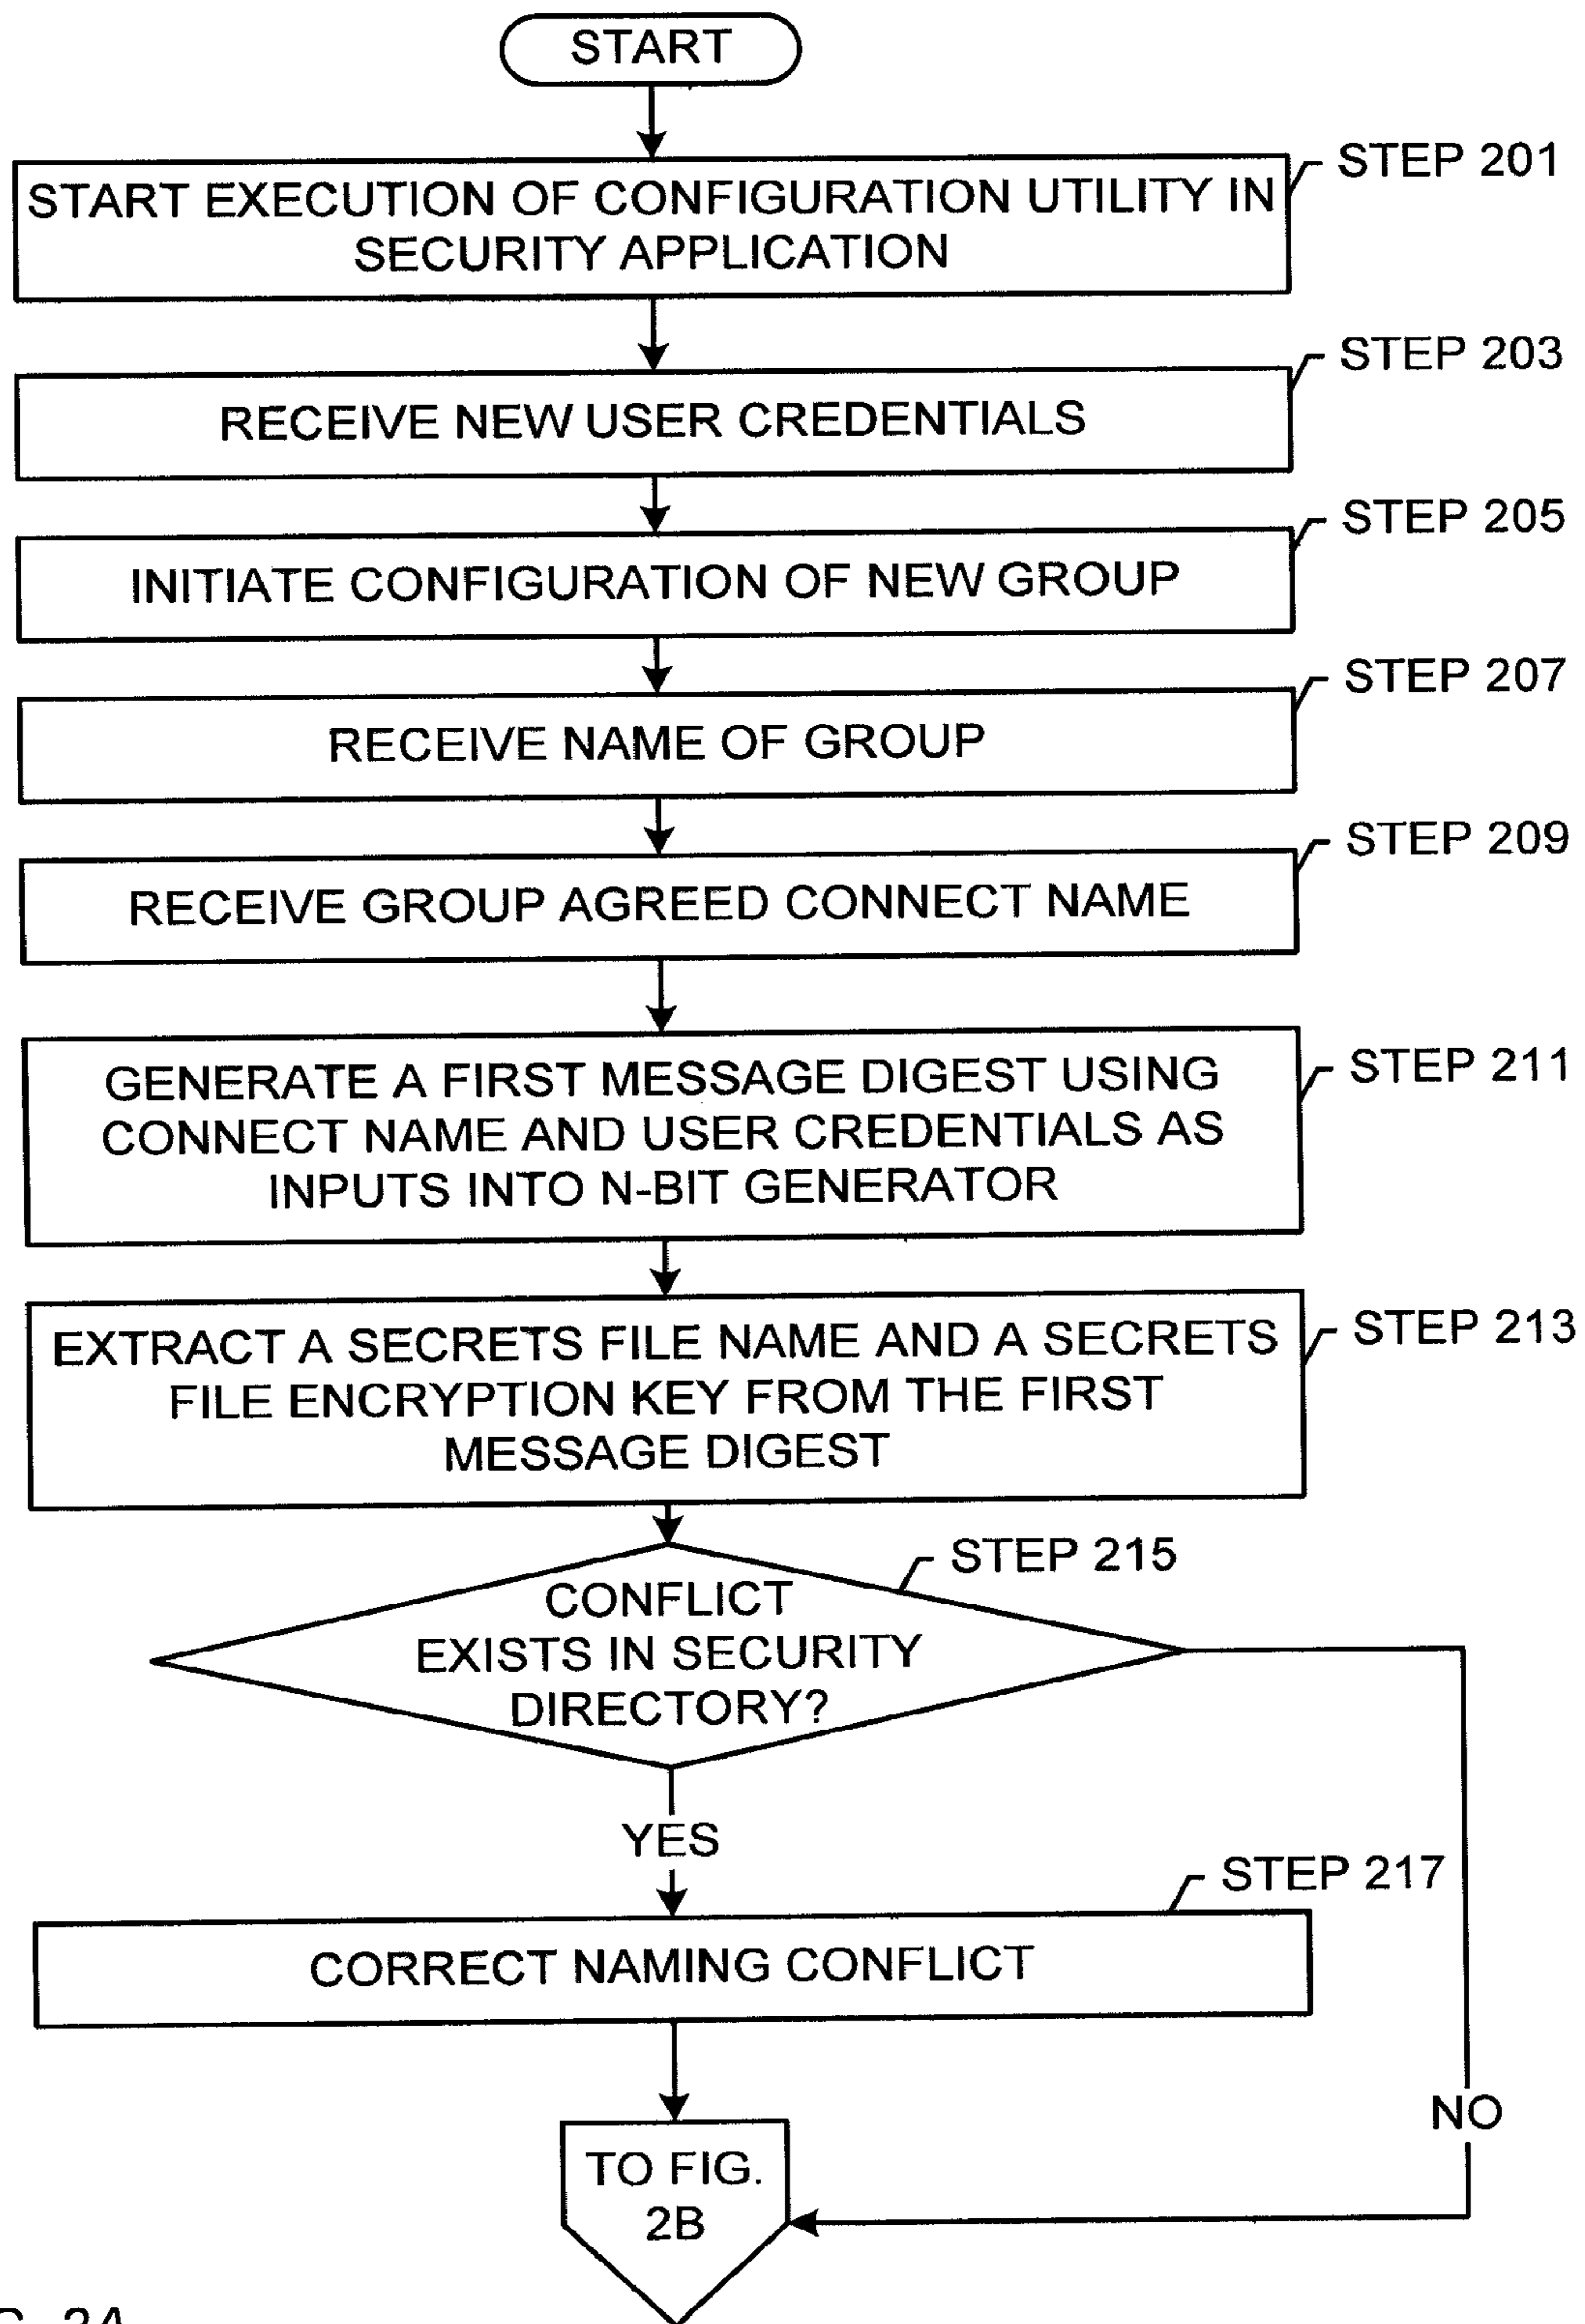 START
STEP 201
START EXECUTION OF CONFIGURATION UTILITY IN
SECURITY APPLICATION
STEP 203
RECEIVE NEW USER CREDENTIALS
STEP 205
INITIATE CONFIGURATION OF NEW GROUP
STEP 207
RECEIVE NAME OF GROUP
STEP 209
RECEIVE GROUP AGREED CONNECT NAME
STEP 211
GENERATE A FIRST MESSAGE DIGEST USING
CONNECT NAME AND USER CREDENTIALS AS
INPUTS INTO N-BIT GENERATOR
STEP 213
EXTRACT A SECRETS FILE NAME AND A SECRETS
FILE ENCRYPTION KEY FROM THE FIRST
MESSAGE DIGEST
STEP 215
CONFLICT
EXISTS IN SECURITY
DIRECTORY?
YES
STEP 217
CORRECT NAMING CONFLICT
NO
TO FIG.
2B